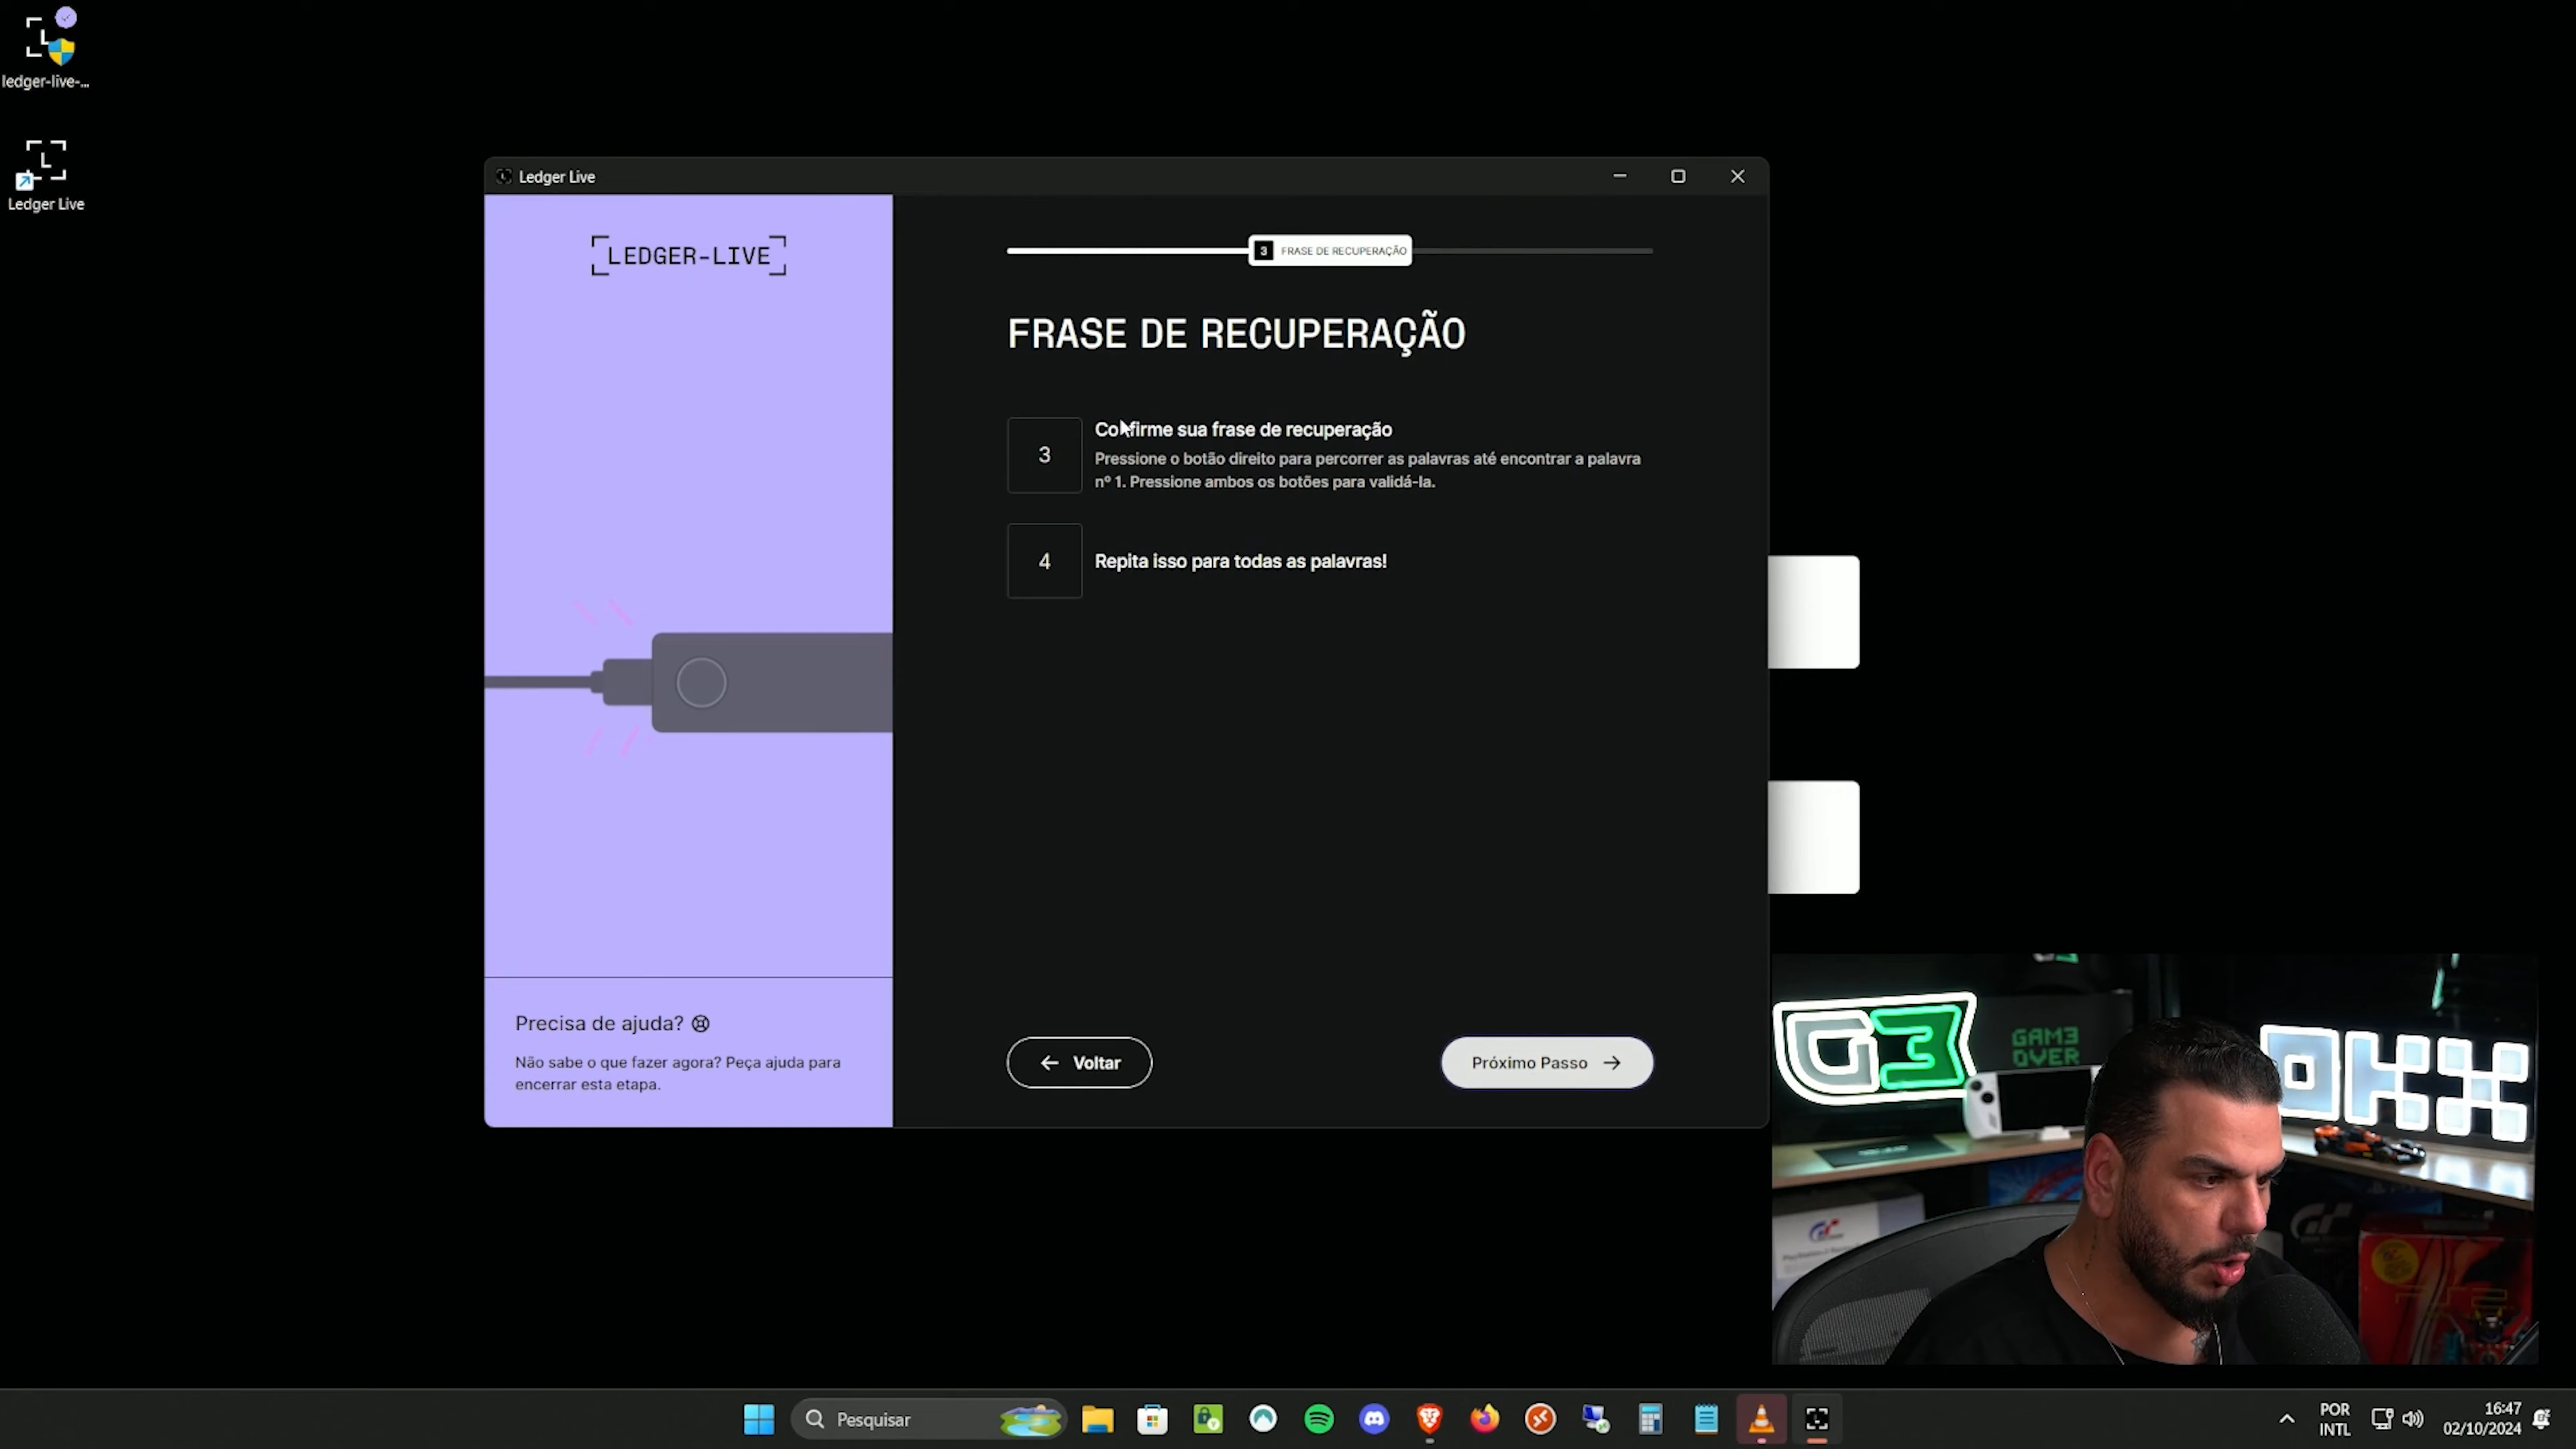 ledger-live-...
Ledger Live
Ledger Live
LEDGER-LIVE
3 FRASE DE RECUPERAÇÃO
FRASE DE RECUPERAÇÃO
3
Confirme sua frase de recuperação
Pressione o botão direito para percorrer as palavras até encontrar a palavra
nº 1. Pressione ambos os botões para validá-la.
4
Repita isso para todas as palavras!
Precisa de ajuda?
Não sabe o que fazer agora? Peça ajuda para
encerrar esta etapa.
Voltar
Próximo Passo
G3
GAM3
OVER
OKX
Pesquisar
POR
INTL
16:47
02/10/2024